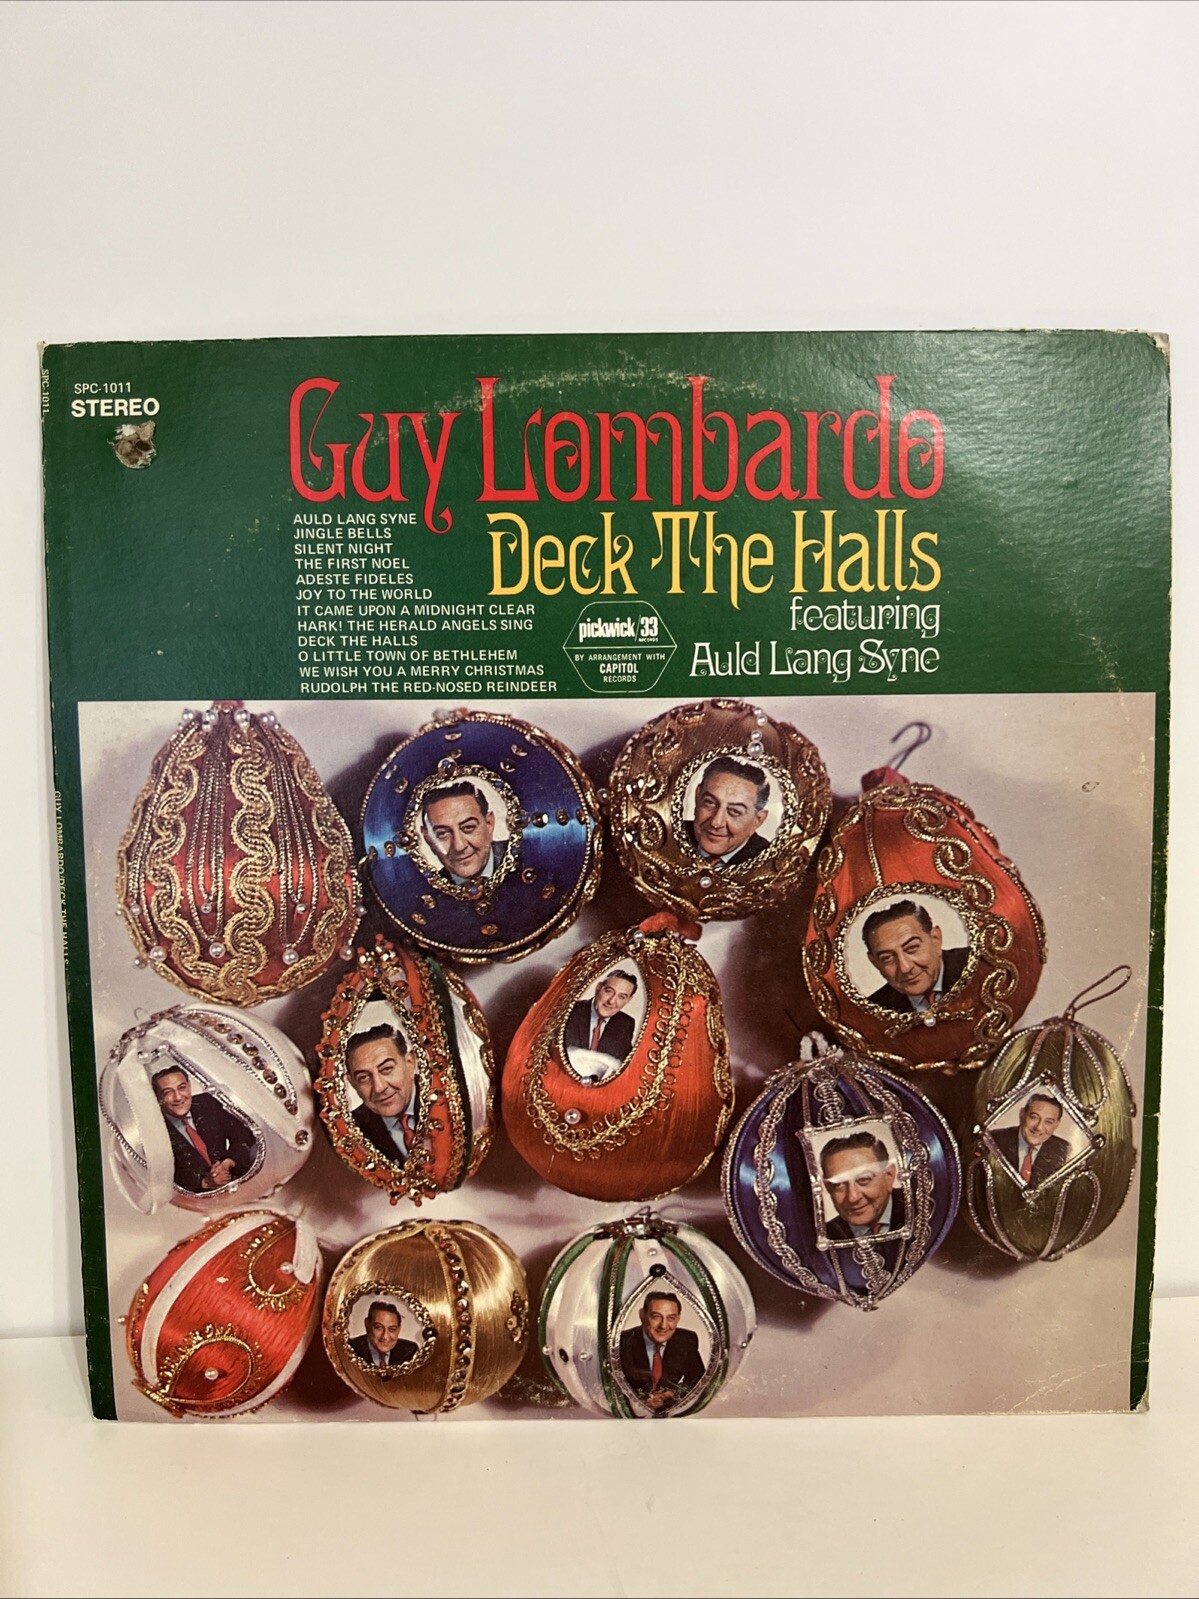 SPC-1011
STEREO
Guy Lombardo
Deck The Halls
featuring
Auld Lang Syne
AULD LANG SYNE
JINGLE BELLS
SILENT NIGHT
THE FIRST NOEL
ADESTE FIDELES
JOY TO THE WORLD
IT CAME UPON A MIDNIGHT CLEAR
HARK! THE HERALD ANGELS SING
DECK THE HALLS
O LITTLE TOWN OF BETHLEHEM
WE WISH YOU A MERRY CHRISTMAS
RUDOLPH THE RED-NOSED REINDEER
pickwick/33
RECORDS
BY ARRANGEMENT WITH
CAPITOL
RECORDS
SPC-1011
GUY LOMBARDO/DECK THE HALLS